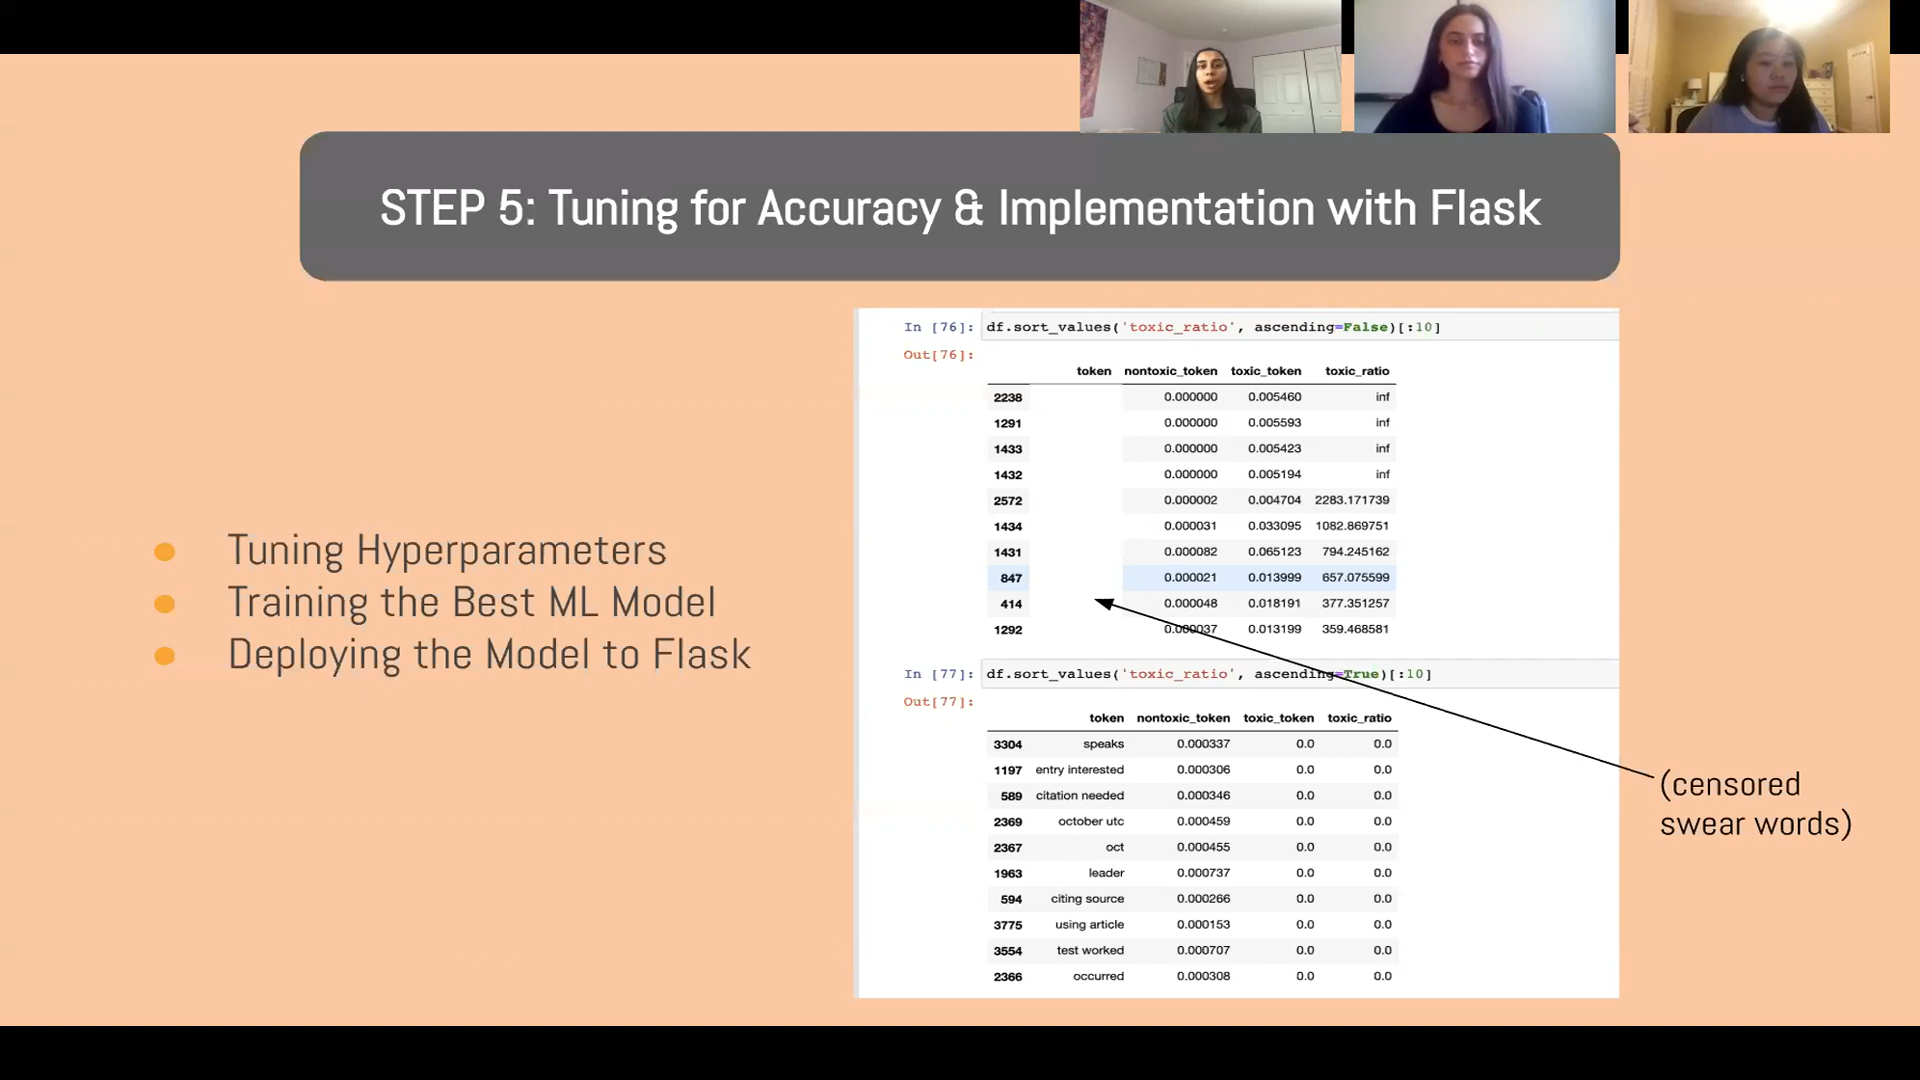 STEP 5: Tuning for Accuracy & Implementation with Flask
Tuning Hyperparameters
Training the Best ML Model
Deploying the Model to Flask
In [76]: df.sort_values('toxic_ratio', ascending=False)[:10]
Out[76]:
token nontoxic_token toxic_token toxic_ratio
2238 0.000000 0.005460 inf
1291 0.000000 0.005593 inf
1433 0.000000 0.005423 inf
1432 0.000000 0.005194 inf
2572 0.000002 0.004704 2283.171739
1434 0.000031 0.033095 1082.869751
1431 0.000082 0.065123 794.245162
847 0.000021 0.013999 657.075599
414 0.000048 0.018191 377.351257
1292 0.000037 0.013199 359.468581
In [77]: df.sort_values('toxic_ratio', ascending=True)[:10]
Out[77]:
token nontoxic_token toxic_token toxic_ratio
3304 speaks 0.000337 0.0 0.0
1197 entry interested 0.000306 0.0 0.0
589 citation needed 0.000346 0.0 0.0
2369 october utc 0.000459 0.0 0.0
2367 oct 0.000455 0.0 0.0
1963 leader 0.000737 0.0 0.0
594 citing source 0.000266 0.0 0.0
3775 using article 0.000153 0.0 0.0
3554 test worked 0.000707 0.0 0.0
2366 occurred 0.000308 0.0 0.0
(censored
swear words)